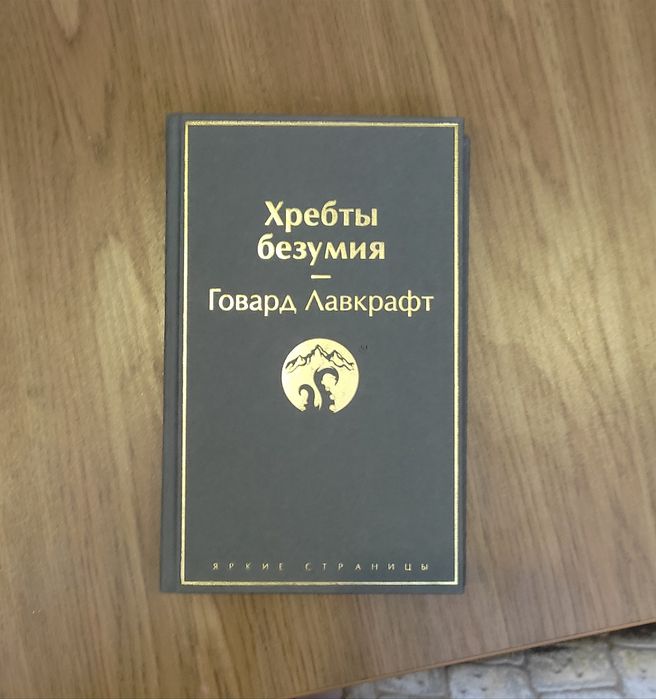 Хребты
безумия
—
Говард Лавкрафт
ЯРКИЕ СТРАНИЦЫ